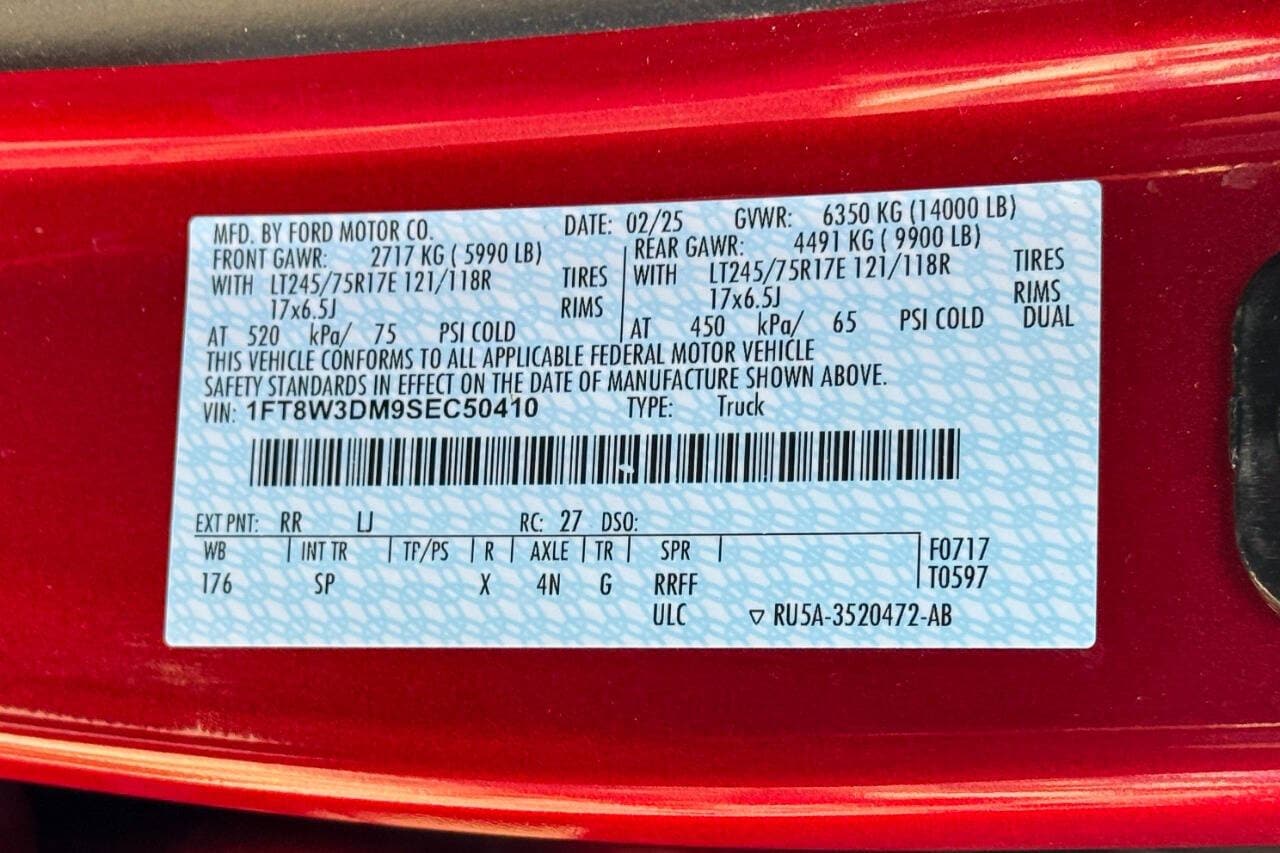 MFD. BY FORD MOTOR CO. DATE: 02/25 GVWR: 6350 KG (14000 LB)
FRONT GAWR: 2717 KG ( 5990 LB) REAR GAWR: 4491 KG ( 9900 LB)
WITH LT245/75R17E 121/118R TIRES WITH LT245/75R17E 121/118R TIRES
17x6.5J RIMS 17x6.5J RIMS
AT 520 kPa/ 75 PSI COLD AT 450 kPa/ 65 PSI COLD DUAL
THIS VEHICLE CONFORMS TO ALL APPLICABLE FEDERAL MOTOR VEHICLE
SAFETY STANDARDS IN EFFECT ON THE DATE OF MANUFACTURE SHOWN ABOVE.
VIN: 1FT8W3DM9SEC50410 TYPE: Truck
EXT PNT: RR LJ RC: 27 DSO:
WB INT TR TP/PS R AXLE TR SPR F0717
176 SP X 4N G RRFF T0597
ULC ▽ RU5A-3520472-AB